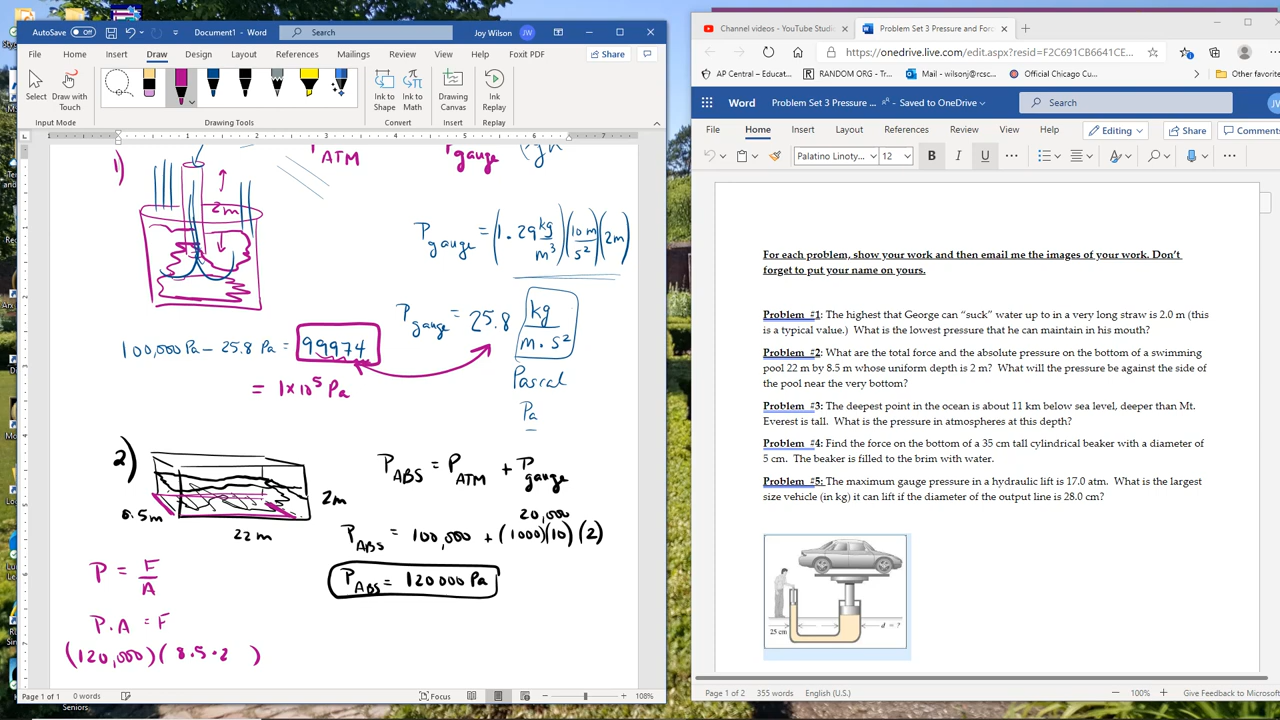 AutoSave Off
Document1 - Word
Search
Joy Wilson
JW
File Home Insert Draw Design Layout References Mailings Review View Foxit PDF Share
Select
Draw with Touch
Ink to Shape
Ink to Math
Drawing Canvas
Ink Replay
Input Mode
Drawing Tools
Convert
Insert
Replay
1)
P ATM
P gauge
2m
P gauge = (1.29 kg/m³)(10 m/s²)(2m)
P gauge = 25.8 kg/m·s²
Pascal
Pa
100,000 Pa - 25.8 Pa = 99974
= 1×10⁵ Pa
2)
8.5m
22m
2m
P ABS = P ATM + P gauge
20,000
P ABS = 100,000 + (1000)(10)(2)
P ABS = 120000 Pa
P = F/A
P·A = F
(120,000)(8.5·2 )
Page 1 of 1 0 words
Focus
108%
Seniors
Channel videos - YouTube Studio
Problem Set 3 Pressure and Forc
https://onedrive.live.com/edit.aspx?resid=F2C691CB6641CE...
AP Central – Educat...
RANDOM ORG - Tr...
Mail - wilsonj@rcsc...
Official Chicago Cu...
Other favorites
Word
Problem Set 3 Pressure ... - Saved to OneDrive
Search
JW
File Home Insert Layout References Review View Help Editing Share Comments
Palatino Linoty...
12
B I U
For each problem, show your work and then email me the images of your work. Don't
forget to put your name on yours.
Problem #1: The highest that George can “suck” water up to in a very long straw is 2.0 m (this
is a typical value.) What is the lowest pressure that he can maintain in his mouth?
Problem #2: What are the total force and the absolute pressure on the bottom of a swimming
pool 22 m by 8.5 m whose uniform depth is 2 m? What will the pressure be against the side of
the pool near the very bottom?
Problem #3: The deepest point in the ocean is about 11 km below sea level, deeper than Mt.
Everest is tall. What is the pressure in atmospheres at this depth?
Problem #4: Find the force on the bottom of a 35 cm tall cylindrical beaker with a diameter of
5 cm. The beaker is filled to the brim with water.
Problem #5: The maximum gauge pressure in a hydraulic lift is 17.0 atm. What is the largest
size vehicle (in kg) it can lift if the diameter of the output line is 28.0 cm?
25 cm
d = ?
Page 1 of 2 355 words English (U.S.)
100%
Give Feedback to Microsoft